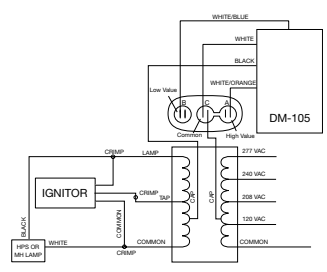 WHITE/BLUE
WHITE
BLACK
WHITE/ORANGE
Low Value
B
C
A
DM-105
Common
High Value
CRIMP
LAMP
277 VAC
240 VAC
IGNITOR
CRIMP
TAP
CAP
CAP
208 VAC
BLACK
COMMON
120 VAC
HPS OR
MH LAMP
WHITE
COMMON
COMMON
CRIMP